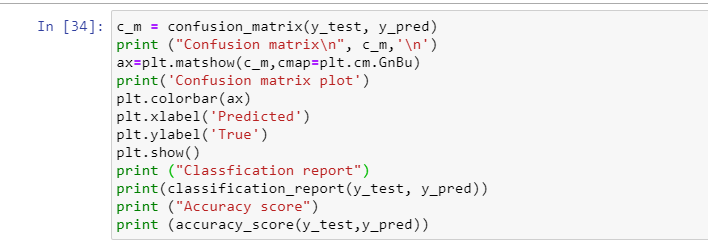 In [34]: c_m = confusion_matrix(y_test, y_pred)
print ("Confusion matrix\n", c_m,'\n')
ax=plt.matshow(c_m,cmap=plt.cm.GnBu)
print('Confusion matrix plot')
plt.colorbar(ax)
plt.xlabel('Predicted')
plt.ylabel('True')
plt.show()
print ("Classfication report")
print(classification_report(y_test, y_pred))
print ("Accuracy score")
print (accuracy_score(y_test,y_pred))